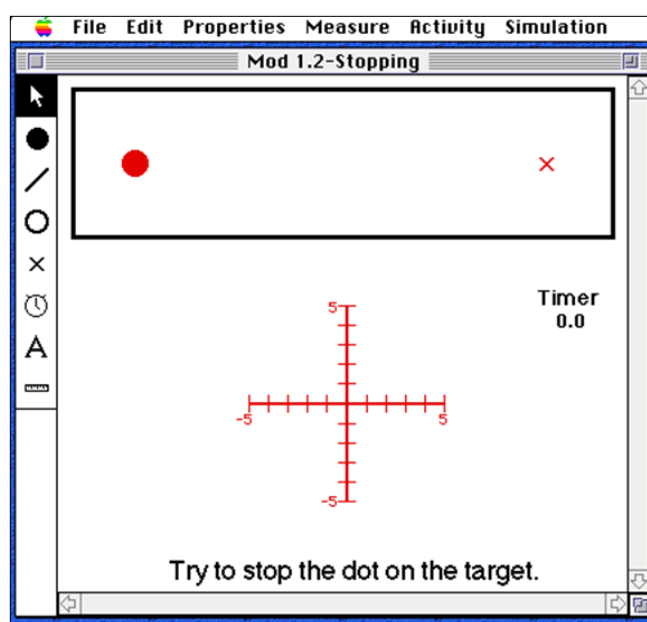 File Edit Properties Measure Activity Simulation
Mod 1.2-Stopping
A
Timer
0.0
5
-5 5
-5
Try to stop the dot on the target.